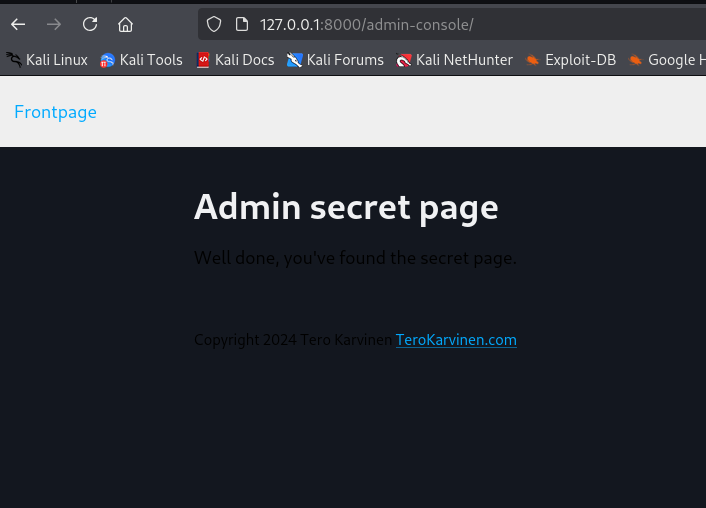 127.0.0.1:8000/admin-console/
Kali Linux Kali Tools Kali Docs Kali Forums Kali NetHunter Exploit-DB Google H
Frontpage
Admin secret page
Well done, you've found the secret page.
Copyright 2024 Tero Karvinen TeroKarvinen.com